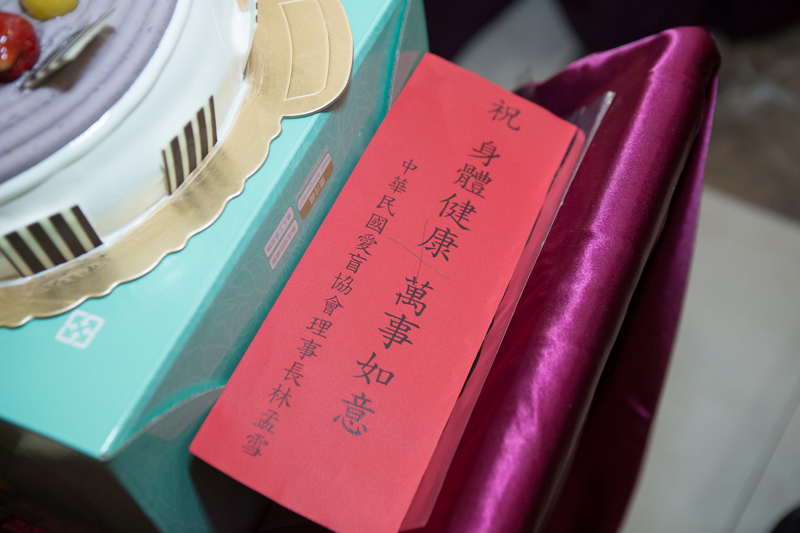 祝
身體健康 萬事如意
中華民國愛盲協會理事長林孟雪